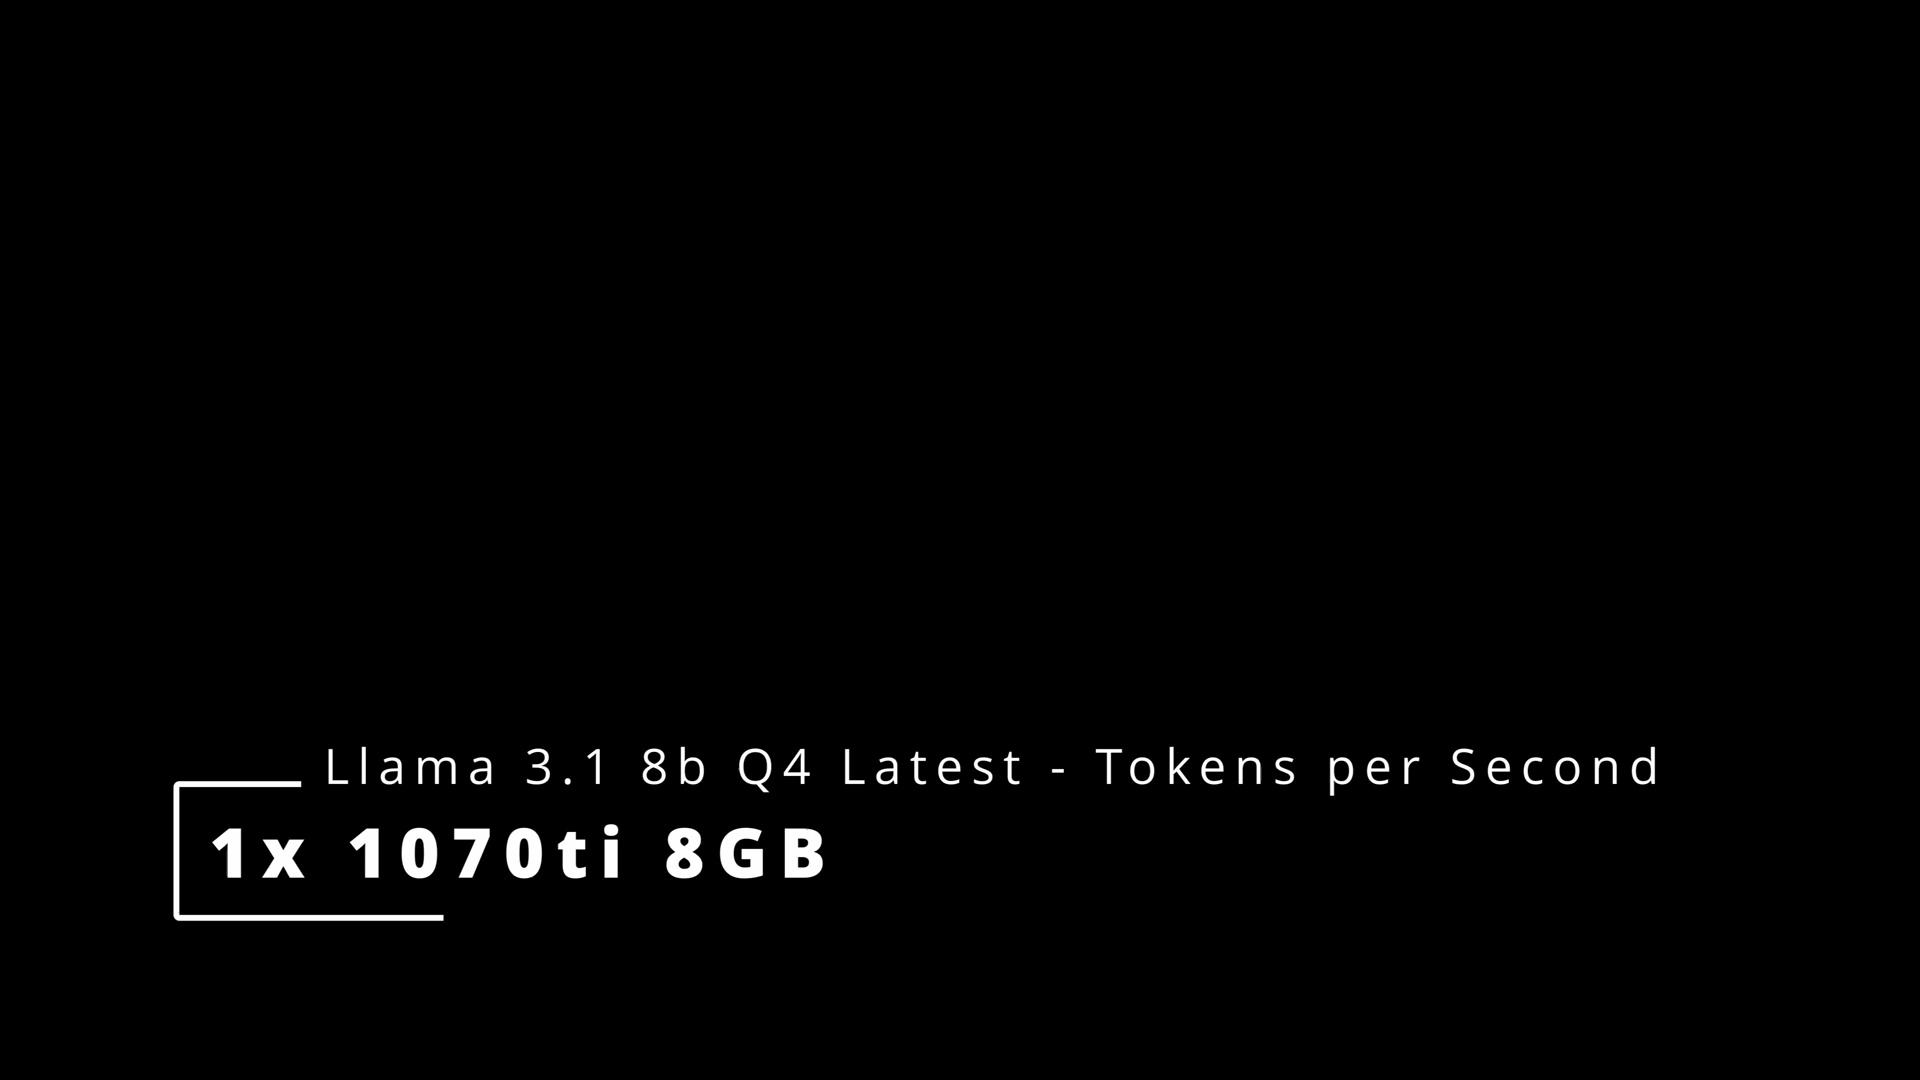 Llama 3.1 8b Q4 Latest - Tokens per Second
1x 1070ti 8GB